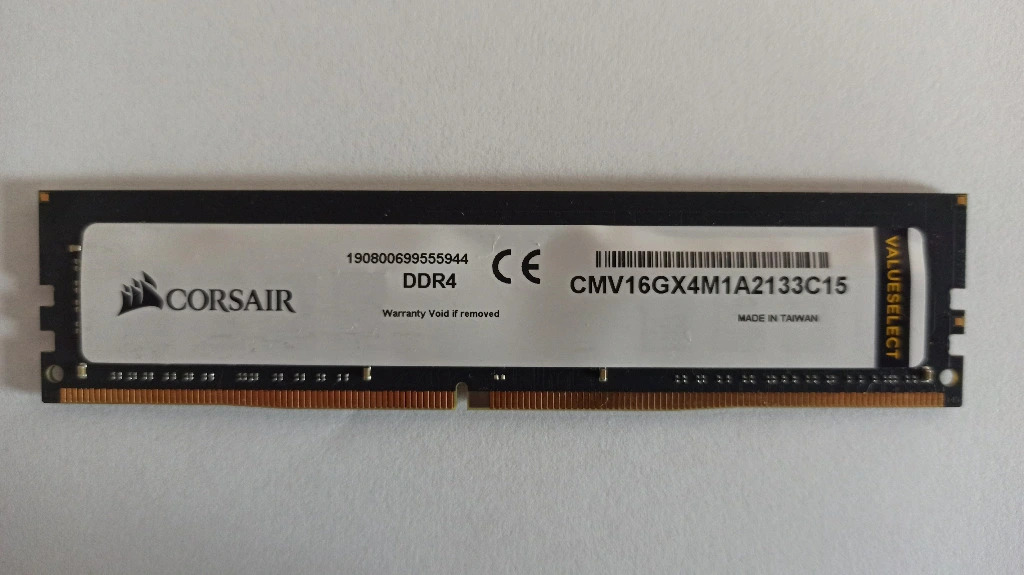 CORSAIR
190800699555944
DDR4
Warranty Void if removed
CE
CMV16GX4M1A2133C15
MADE IN TAIWAN
VALUESELECT